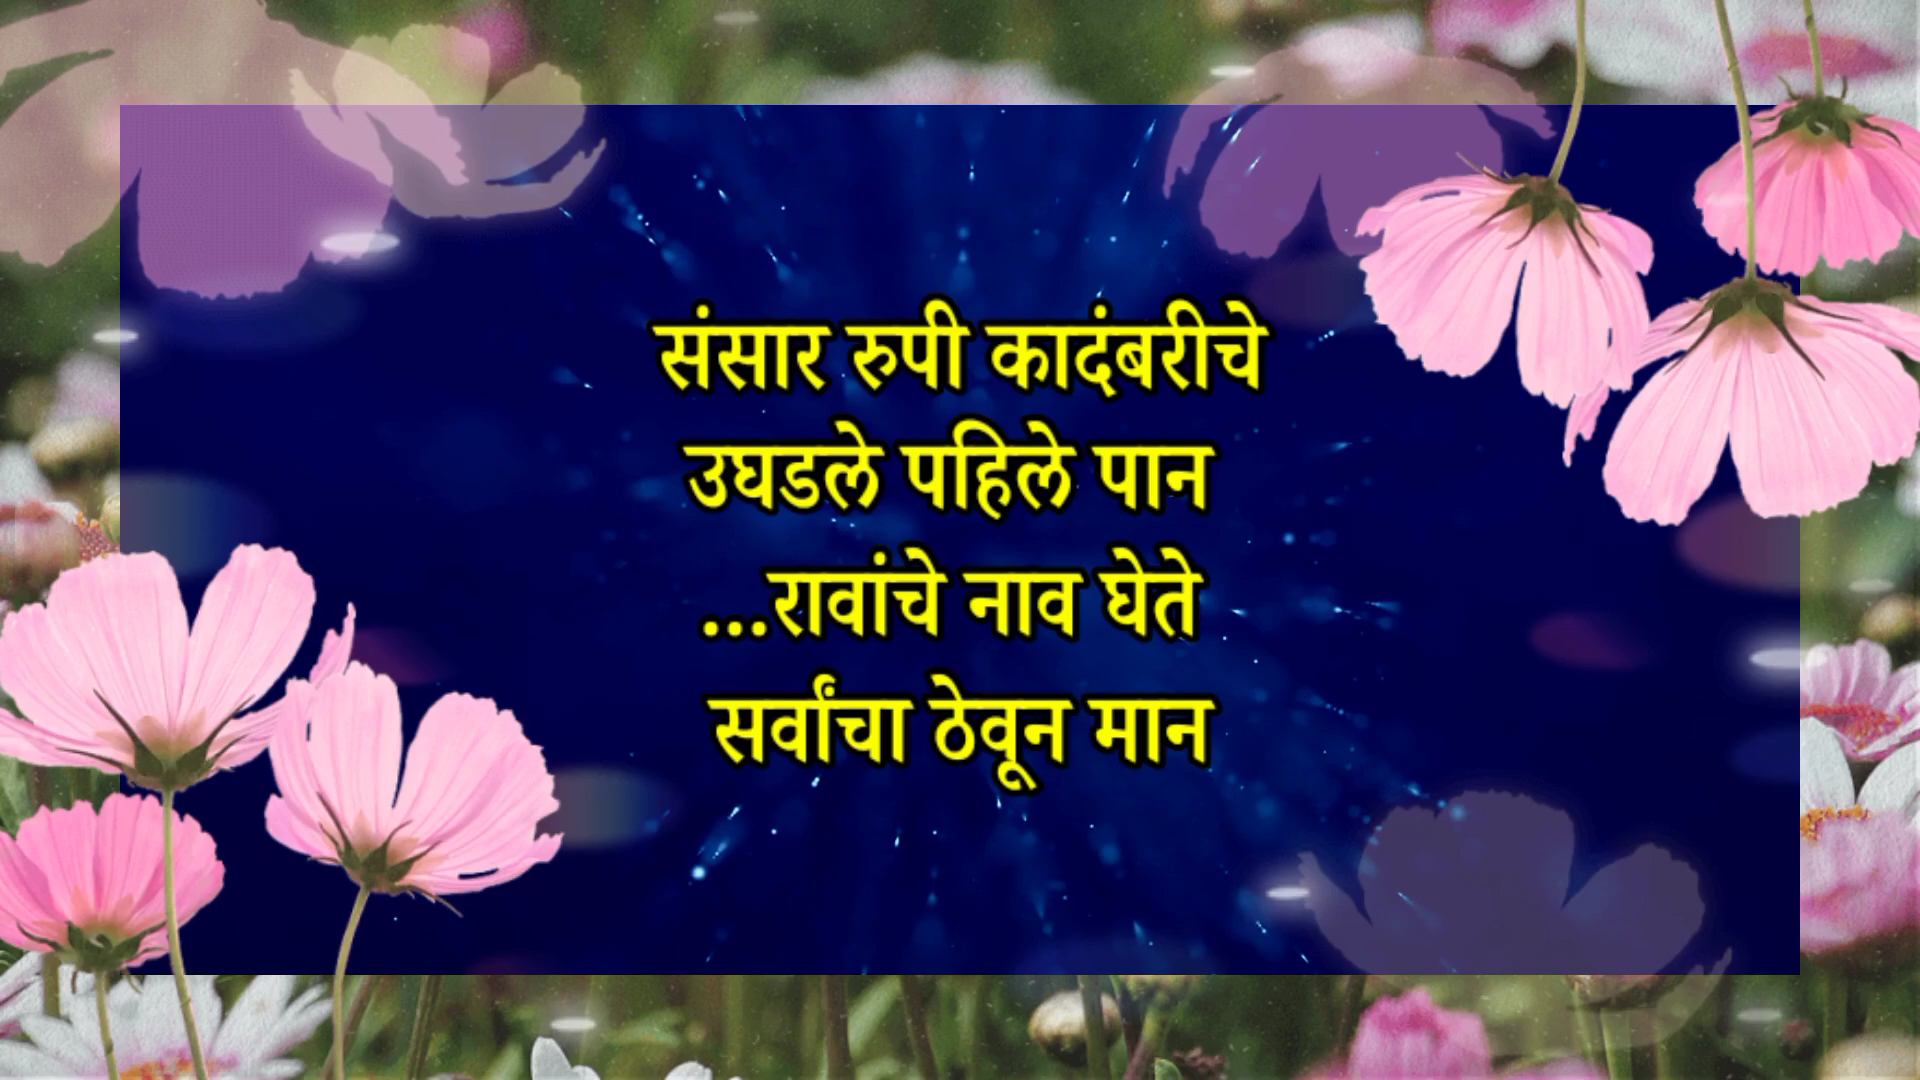 संसार रुपी कादंबरीचे
उघडले पहिले पान
...रावांचे नाव घेते
सर्वांचा ठेवून मान